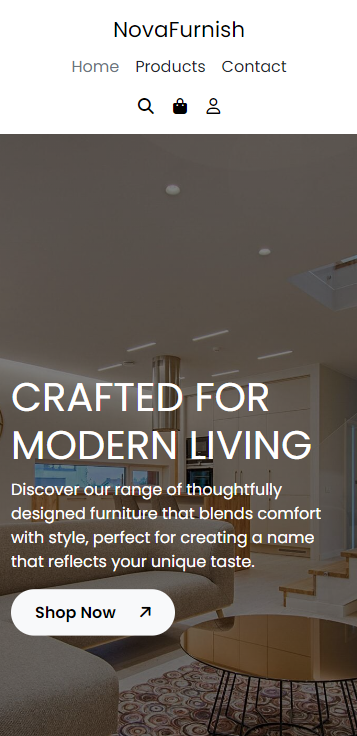 NovaFurnish
Home Products Contact
CRAFTED FOR
MODERN LIVING
Discover our range of thoughtfully
designed furniture that blends comfort
with style, perfect for creating a name
that reflects your unique taste.
Shop Now